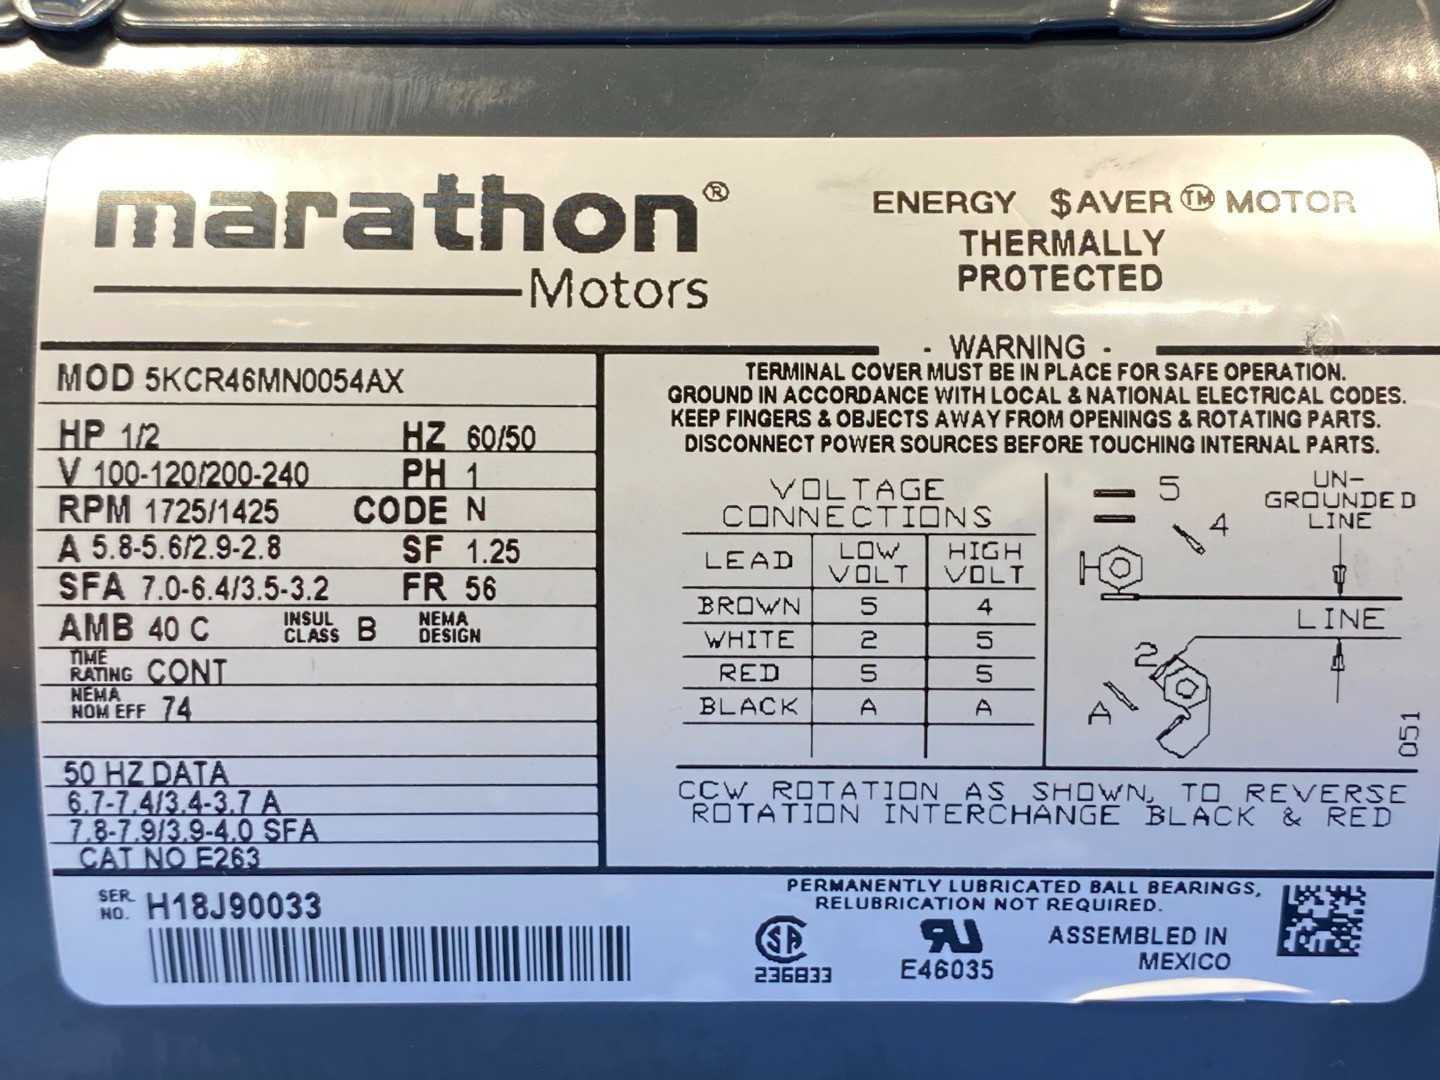 marathon®
Motors
ENERGY $AVER™ MOTOR
THERMALLY
PROTECTED
MOD 5KCR46MN0054AX
HP 1/2 HZ 60/50
V 100-120/200-240 PH 1
RPM 1725/1425 CODE N
A 5.8-5.6/2.9-2.8 SF 1.25
SFA 7.0-6.4/3.5-3.2 FR 56
AMB 40 C INSUL CLASS B NEMA DESIGN
TIME RATING CONT
NEMA NOM EFF 74
50 HZ DATA
6.7-7.4/3.4-3.7 A
7.8-7.9/3.9-4.0 SFA
CAT NO E263
- WARNING -
TERMINAL COVER MUST BE IN PLACE FOR SAFE OPERATION.
GROUND IN ACCORDANCE WITH LOCAL & NATIONAL ELECTRICAL CODES.
KEEP FINGERS & OBJECTS AWAY FROM OPENINGS & ROTATING PARTS.
DISCONNECT POWER SOURCES BEFORE TOUCHING INTERNAL PARTS.
VOLTAGE
CONNECTIONS
LEAD LOW VOLT HIGH VOLT
BROWN 5 4
WHITE 2 5
RED 5 5
BLACK A A
5
4
UN-
GROUNDED
LINE
LINE
2
A
051
CCW ROTATION AS SHOWN, TO REVERSE
ROTATION INTERCHANGE BLACK & RED
SER. NO. H18J90033
PERMANENTLY LUBRICATED BALL BEARINGS,
RELUBRICATION NOT REQUIRED.
SA
236833
RU
E46035
ASSEMBLED IN
MEXICO